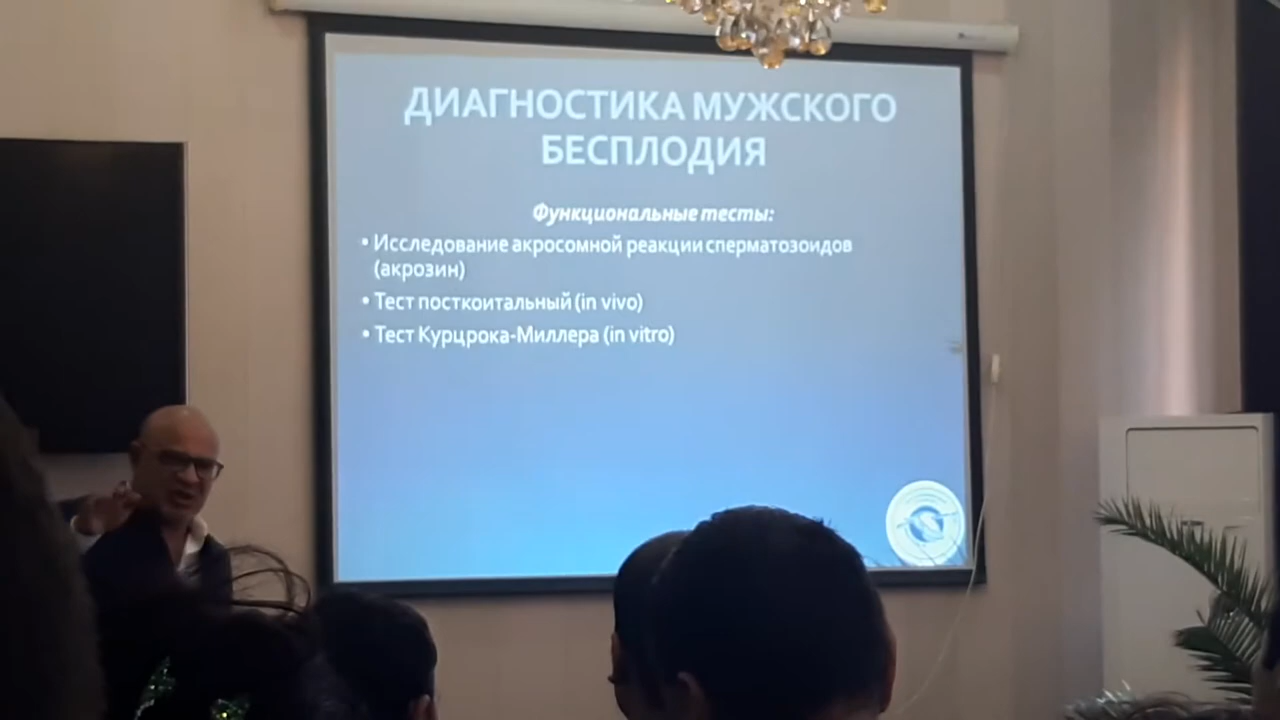 ДИАГНОСТИКА МУЖСКОГО
БЕСПЛОДИЯ
Функциональные тесты:
• Исследование акросомной реакции сперматозоидов
(акрозин)
• Тест посткоитальный (in vivo)
• Тест Курцрока-Миллера (in vitro)